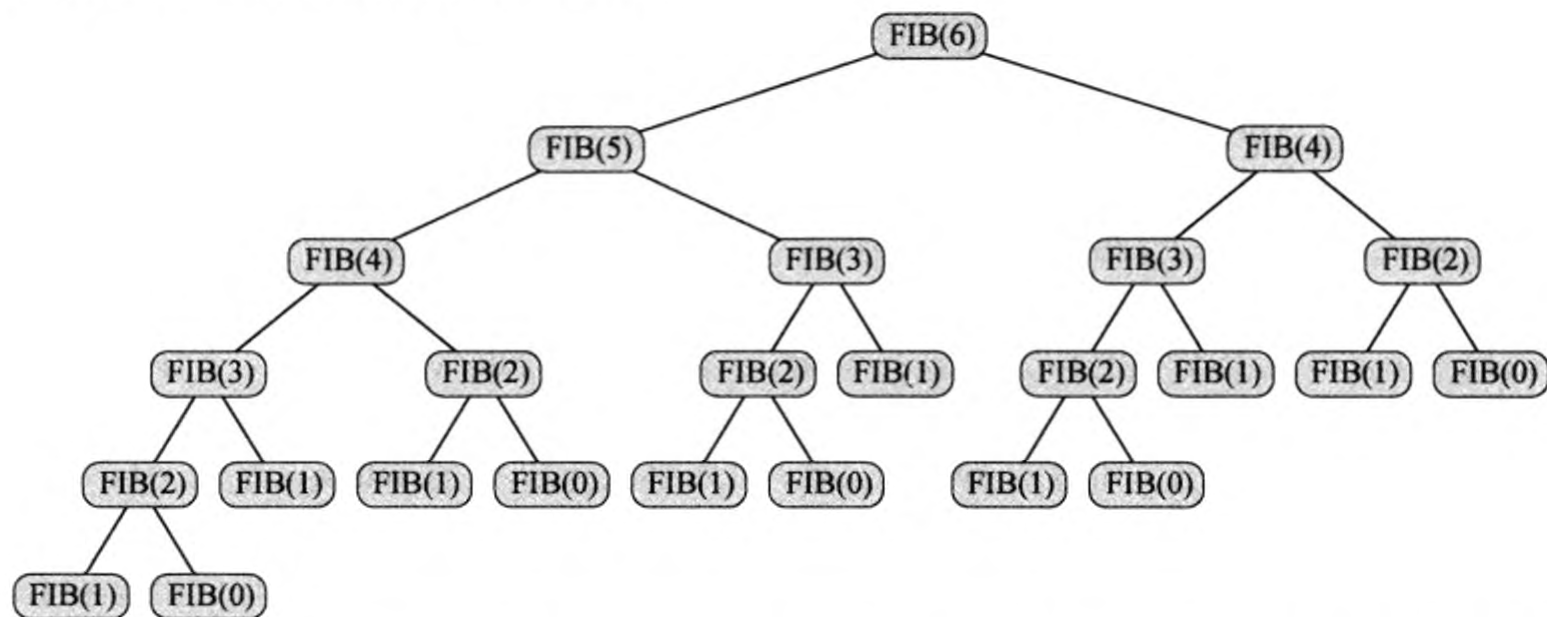 FIB(6)
FIB(5) FIB(4)
FIB(4) FIB(3) FIB(3) FIB(2)
FIB(3) FIB(2) FIB(2) FIB(1) FIB(2) FIB(1) FIB(1) FIB(0)
FIB(2) FIB(1) FIB(1) FIB(0) FIB(1) FIB(0) FIB(1) FIB(0)
FIB(1) FIB(0)